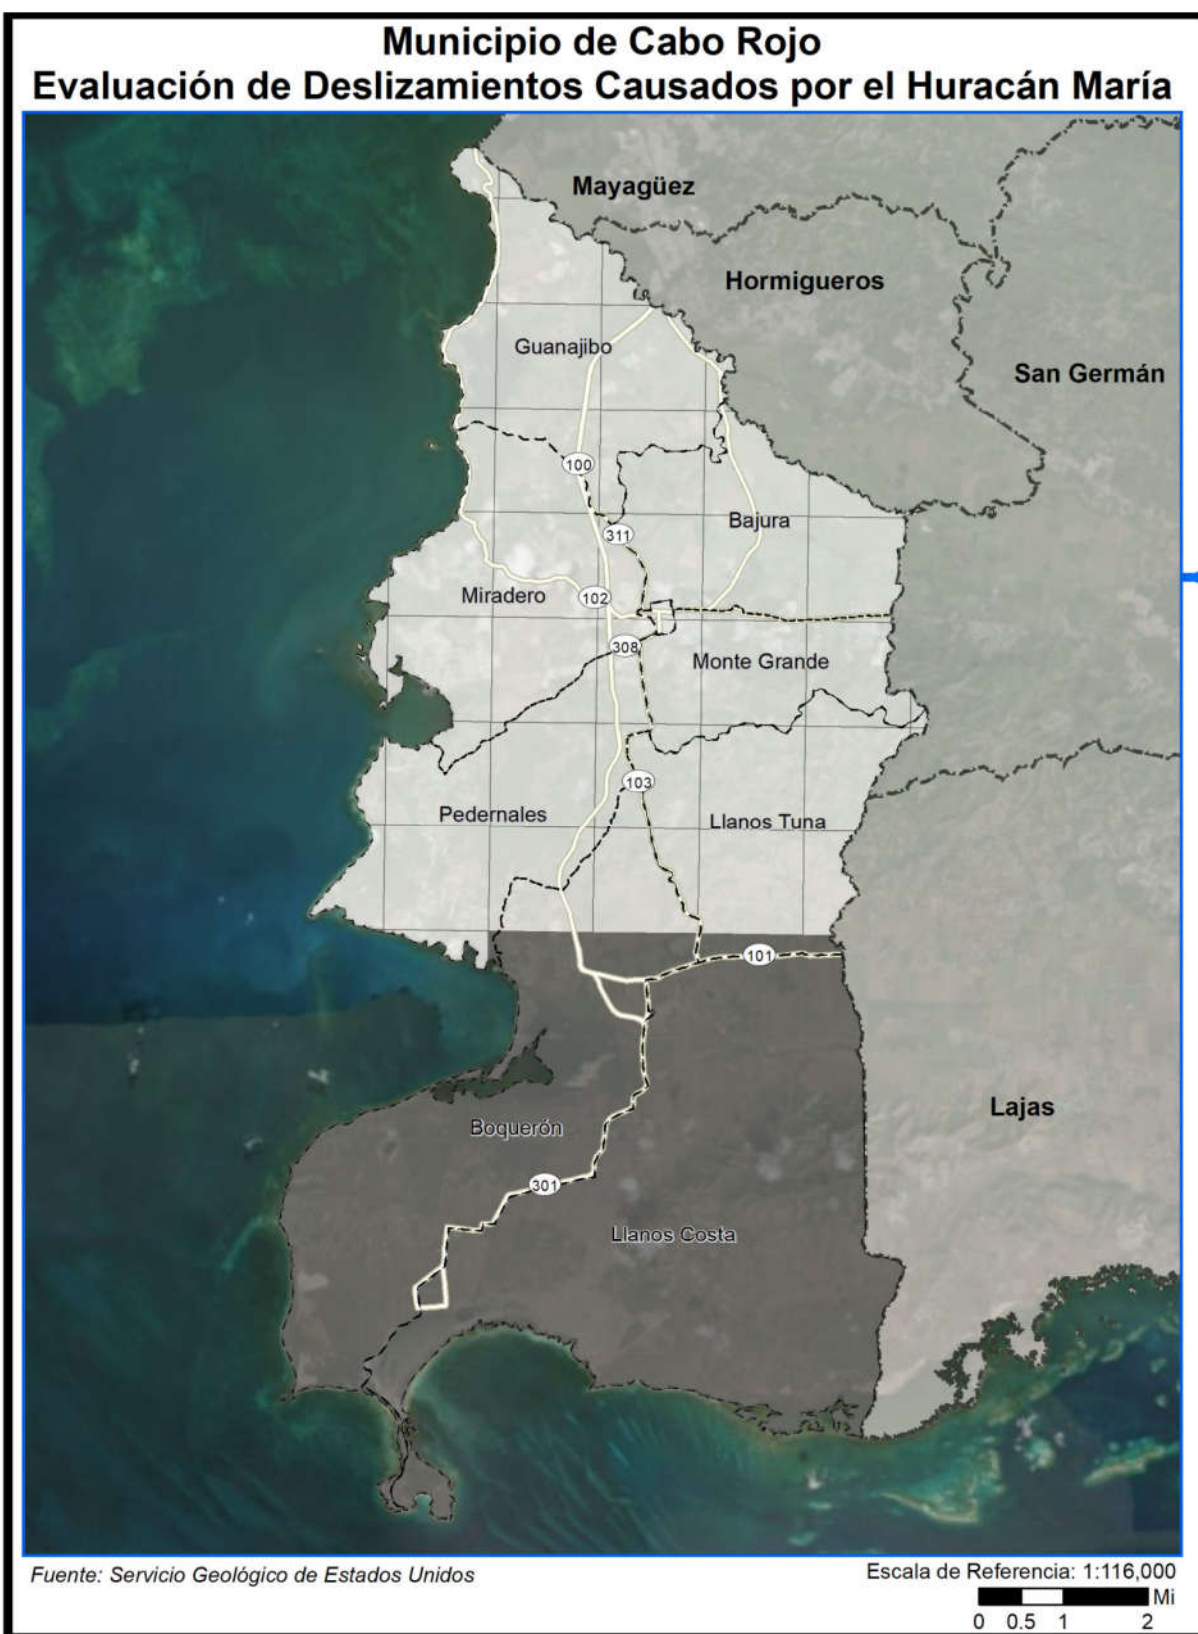 Municipio de Cabo Rojo
Evaluación de Deslizamientos Causados por el Huracán María
Mayagüez
Hormigueros
Guanajibo
San Germán
100
Bajura
311
Miradero
102
308
Monte Grande
103
Pedernales
Llanos Tuna
101
Lajas
Boquerón
301
Llanos Costa
Fuente: Servicio Geológico de Estados Unidos
Escala de Referencia: 1:116,000
Mi
0 0.5 1 2